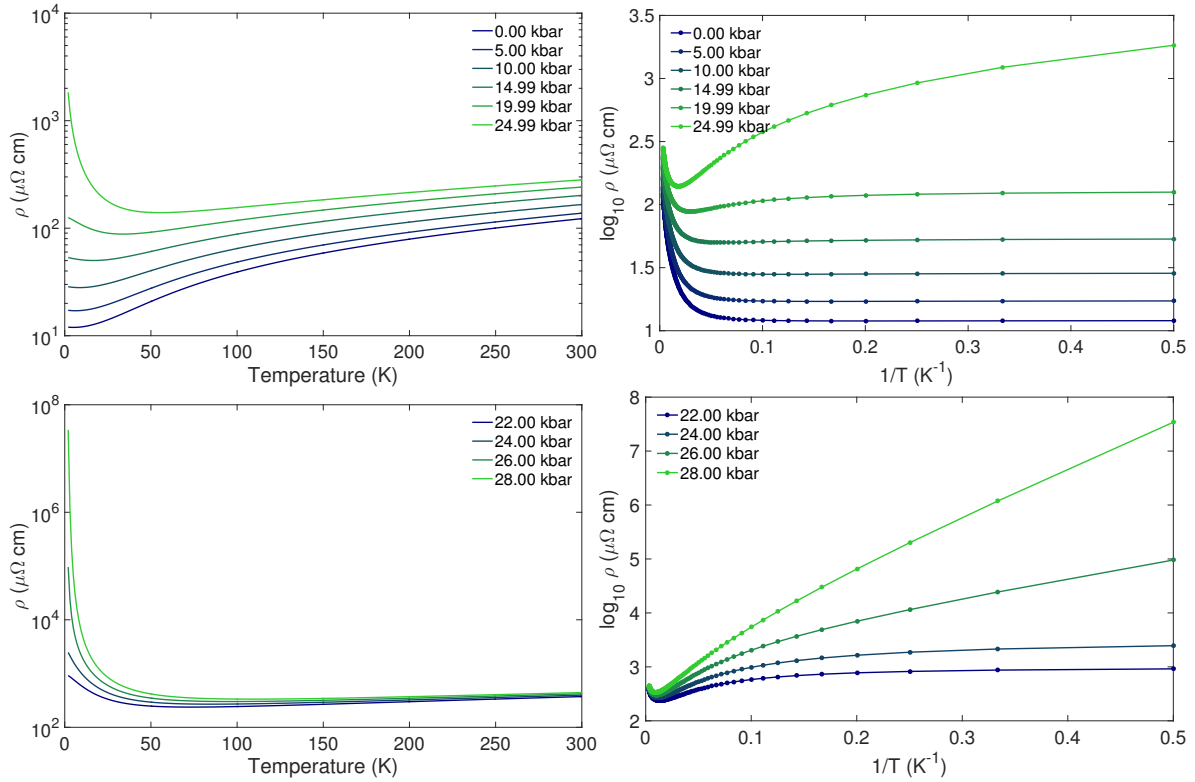 10^4
10^3
10^2
10^1
ρ (μΩ cm)
0 50 100 150 200 250 300
Temperature (K)
0.00 kbar
5.00 kbar
10.00 kbar
14.99 kbar
19.99 kbar
24.99 kbar
3.5
3
2.5
2
1.5
1
log_10 ρ (μΩ cm)
0 0.1 0.2 0.3 0.4 0.5
1/T (K^-1)
0.00 kbar
5.00 kbar
10.00 kbar
14.99 kbar
19.99 kbar
24.99 kbar
10^8
10^6
10^4
10^2
ρ (μΩ cm)
0 50 100 150 200 250 300
Temperature (K)
22.00 kbar
24.00 kbar
26.00 kbar
28.00 kbar
8
7
6
5
4
3
2
log_10 ρ (μΩ cm)
0 0.1 0.2 0.3 0.4 0.5
1/T (K^-1)
22.00 kbar
24.00 kbar
26.00 kbar
28.00 kbar